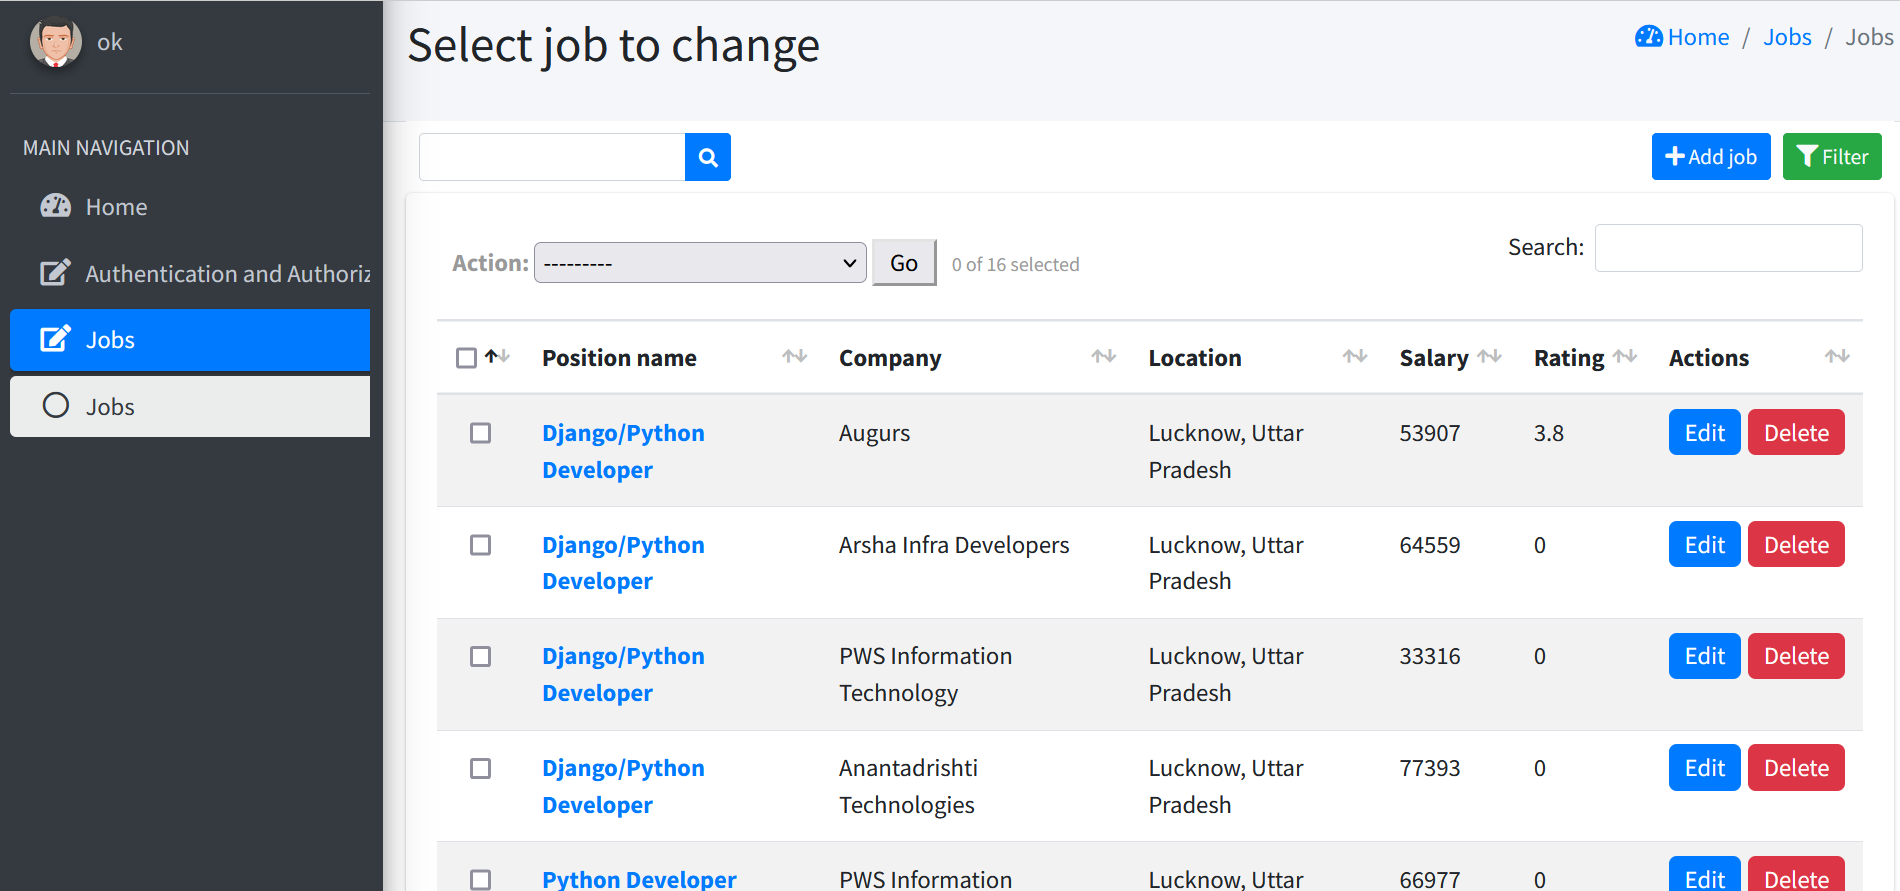 ok
MAIN NAVIGATION
Home
Authentication and Authoriz
Jobs
Jobs
Select job to change
Home / Jobs / Jobs
Add job
Filter
Action: --------- Go 0 of 16 selected
Search:
Position name Company Location Salary Rating Actions
Django/Python Augurs Lucknow, Uttar 53907 3.8 Edit Delete
Developer Pradesh
Django/Python Arsha Infra Developers Lucknow, Uttar 64559 0 Edit Delete
Developer Pradesh
Django/Python PWS Information Lucknow, Uttar 33316 0 Edit Delete
Developer Technology Pradesh
Django/Python Anantadrishti Lucknow, Uttar 77393 0 Edit Delete
Developer Technologies Pradesh
Python Developer PWS Information Lucknow, Uttar 66977 0 Edit Delete